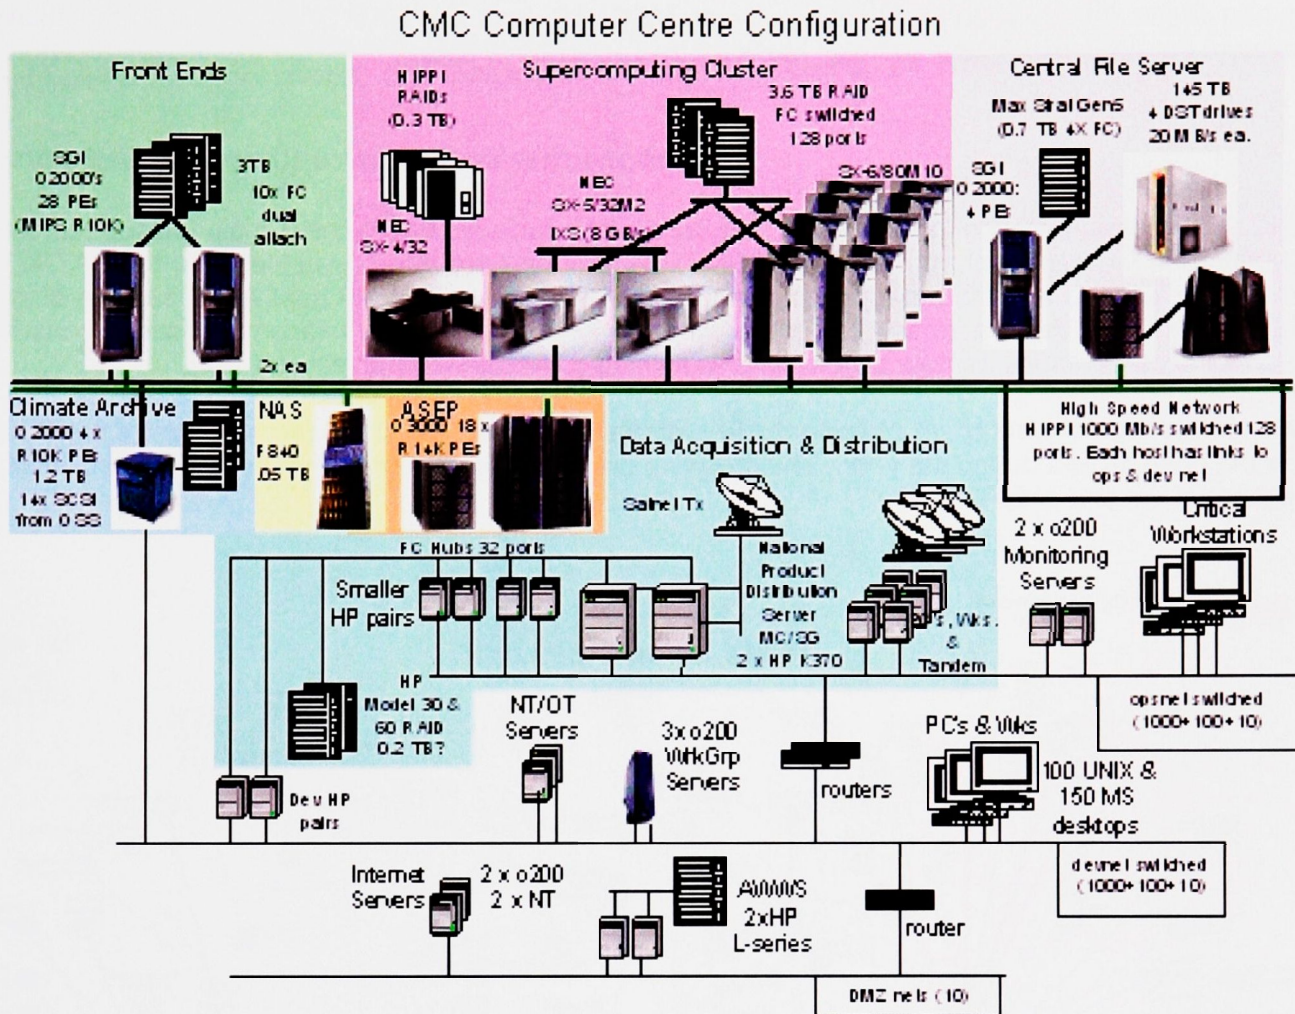 CMC Computer Centre Configuration
Front Ends
SGI
O2000's
28 PEs
(MIPS R10K)
3TB
10x FC
dual
attach
2x ea
Supercomputing Cluster
HIPPI
RAIDs
(0.3 TB)
NEC
SX-4/32
3.6 TB RAID
FC switched
128 ports
NEC
SX-5/32M2
IXS (8 GB/s)
SX-6/80M10
Central File Server
Max Strat Gen5
(0.7 TB 4X FC)
145 TB
4 DST drives
20 MB/s ea.
SGI
O2000:
4 PEs
Climate Archive
O2000 4x
R10K PEs
1.2 TB
14x SCSI
from OSS
NAS
F840
.05 TB
ASEP
O3000 18 x
R14K PEs
Data Acquisition & Distribution
Satnet Tx
National
Product
Distribution
Server
MC/SG
2 x HP K370
High Speed Network
HIPPI 1000 Mb/s switched 128
ports. Each host has links to
ops & dev net
FC Hubs 32 ports
Smaller
HP pairs
's, Wks.
&
Tandem
2 x o200
Monitoring
Servers
Critical
Workstations
HP
Model 30 &
60 RAID
0.2 TB?
opsnet switched
(1000+100+10)
Dev HP
pairs
NT/OT
Servers
3x o200
WrkGrp
Servers
routers
PC's & Wks
100 UNIX &
150 MS
desktops
devnet switched
(1000+100+10)
Internet
Servers
2 x o200
2 x NT
AWWS
2xHP
L-series
router
DMZ nets (10)